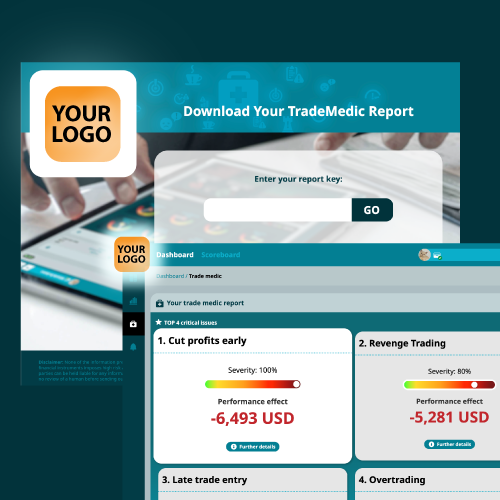 YOUR
LOGO
Download Your TradeMedic Report
Enter your report key:
GO
YOUR
LOGO
Dashboard Scoreboard
Dashboard / Trade medic
Your trade medic report
TOP 4 critical issues
1. Cut profits early
Severity: 100%
Performance effect
-6,493 USD
Further details
2. Revenge Trading
Severity: 80%
Performance effect
-5,281 USD
Further details
3. Late trade entry
4. Overtrading
Disclaimer: